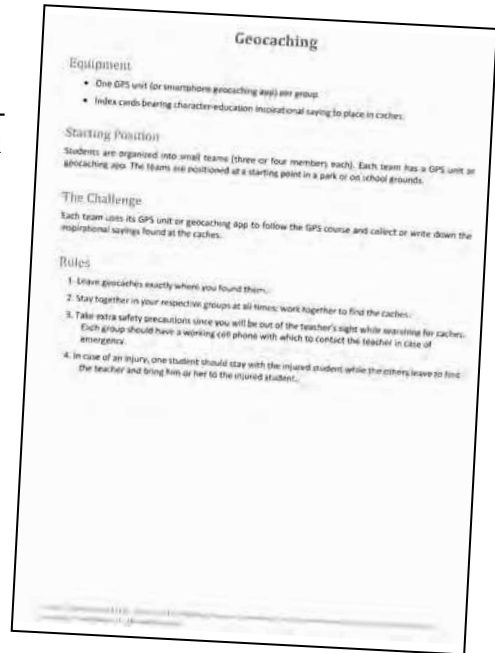 Geocaching
Equipment
• One GPS unit (or smartphone geocaching app) per group.
• Index cards bearing character-education inspirational saying to place in caches.
Starting Position
Students are organized into small teams (three or four members each). Each team has a GPS unit or
geocaching app. The teams are positioned at a starting point in a park or on school grounds.
The Challenge
Each team uses its GPS unit or geocaching app to follow the GPS course and collect or write down the
inspirational sayings found at the caches.
Rules
1. Leave geocaches exactly where you found them.
2. Stay together in your respective groups at all times; work together to find the caches.
3. Take extra safety precautions since you will be out of the teacher's sight while searching for caches.
Each group should have a working cell phone with which to contact the teacher in case of
emergency.
4. In case of an injury, one student should stay with the injured student while the others leave to find
the teacher and bring him or her to the injured student.